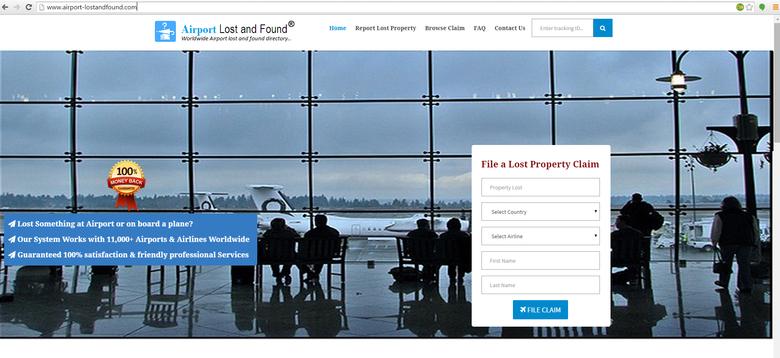 www.airport-lostandfound.com
Airport Lost and Found®
Worldwide Airport lost and found directory...
Home Report Lost Property Browse Claim FAQ Contact Us Enter tracking ID...
100%
MONEY BACK
Lost Something at Airport or on board a plane?
Our System Works with 11,000+ Airports & Airlines Worldwide
Guaranteed 100% satisfaction & friendly professional Services
File a Lost Property Claim
Property Lost
Select Country
Select Airline
First Name
Last Name
FILE CLAIM